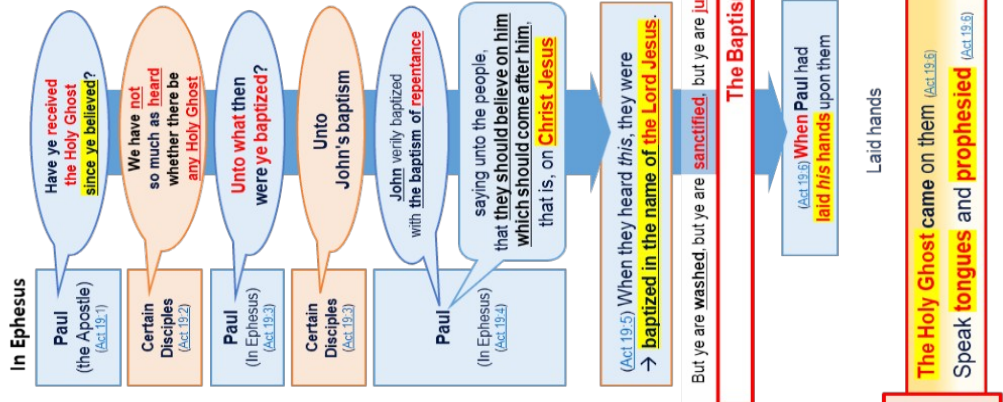 In Ephesus
Paul
(the Apostle)
(Act 19:1)
Have ye received
the Holy Ghost
since ye believed?
Certain
Disciples
(Act 19:2)
We have not
so much as heard
whether there be
any Holy Ghost
Paul
(In Ephesus)
(Act 19:3)
Unto what then
were ye baptized?
Certain
Disciples
(Act 19:3)
Unto
John's baptism
Paul
(In Ephesus)
(Act 19:4)
John verily baptized
with the baptism of repentance
saying unto the people,
that they should believe on him
which should come after him,
that is, on Christ Jesus
(Act 19:5) When they heard this, they were
→ baptized in the name of the Lord Jesus.
But ye are washed, but ye are sanctified, but ye are ju
The Baptis
(Act 19:6) When Paul had
laid his hands upon them
Laid hands
The Holy Ghost came on them (Act 19:6)
Speak tongues and prophesied (Act 19:6)